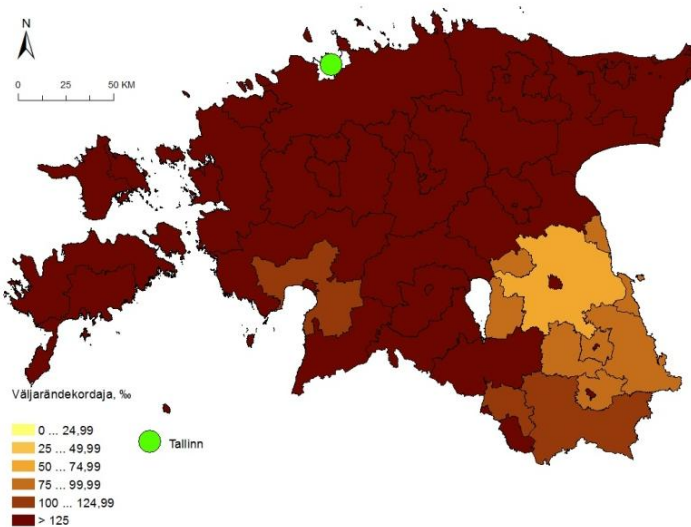 N
0 25 50 KM
Väljarändekordaja, ‰
0 ... 24,99
25 ... 49,99
50 ... 74,99
75 ... 99,99
100 ... 124,99
> 125
Tallinn